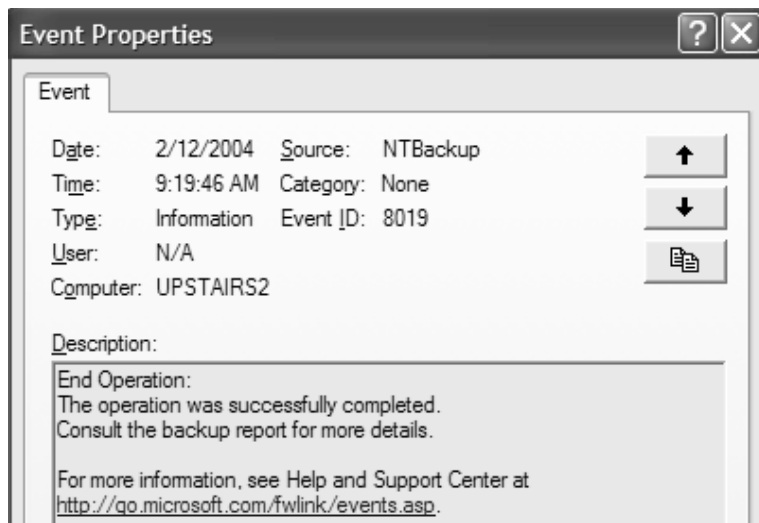 Event Properties
Event
Date: 2/12/2004 Source: NTBackup
Time: 9:19:46 AM Category: None
Type: Information Event ID: 8019
User: N/A
Computer: UPSTAIRS2
Description:
End Operation:
The operation was successfully completed.
Consult the backup report for more details.
For more information, see Help and Support Center at
http://go.microsoft.com/fwlink/events.asp.